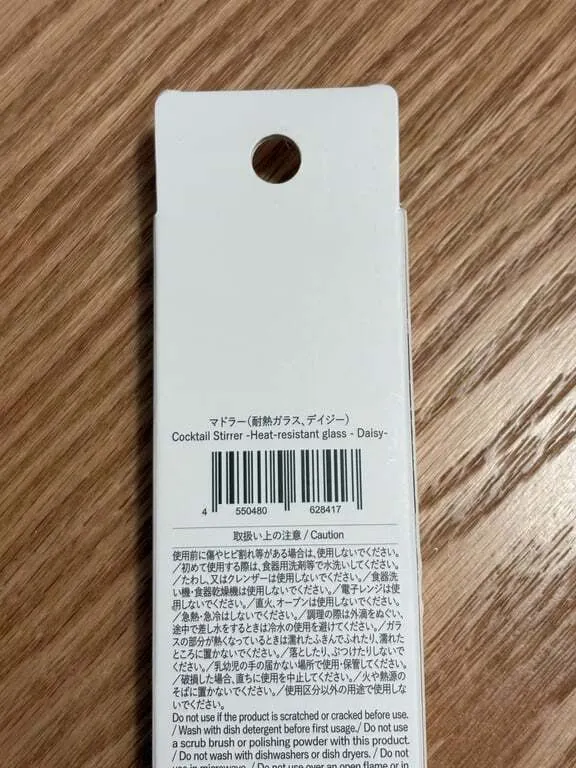 マドラー(耐熱ガラス、デイジー)
Cocktail Stirrer -Heat-resistant glass - Daisy-
4 550480 628417
取扱い上の注意 / Caution
使用前に傷やヒビ割れ等がある場合は、使用しないでください。
/初めて使用する際は、食器用洗剤等で水洗いしてください。
/たわし、又はクレンザーは使用しないでください。/食器洗
い機・食器乾燥機は使用しないでください。/電子レンジは使
用しないでください。/直火、オーブンは使用しないでください。
/急熱・急冷はしないでください。/調理の際は外滴をぬぐい、
途中で差し水をするときは冷水の使用を避けてください。/ガラ
スの部分が熱くなっているときは濡れたふきんでふれたり、濡れた
ところに置かないでください。/落としたり、ぶつけたりしないで
ください。/乳幼児の手の届かない場所で使用・保管してください。
/破損した場合、直ちに使用を中止してください。/火や熱源の
そばに置かないでください。/使用区分以外の用途で使用しな
いでください。
Do not use if the product is scratched or cracked before use.
/ Wash with dish detergent before first usage./ Do not use
a scrub brush or polishing powder with this product.
/ Do not wash with dishwashers or dish dryers. / Do not
use in microwave. / Do not use over an open flame or in